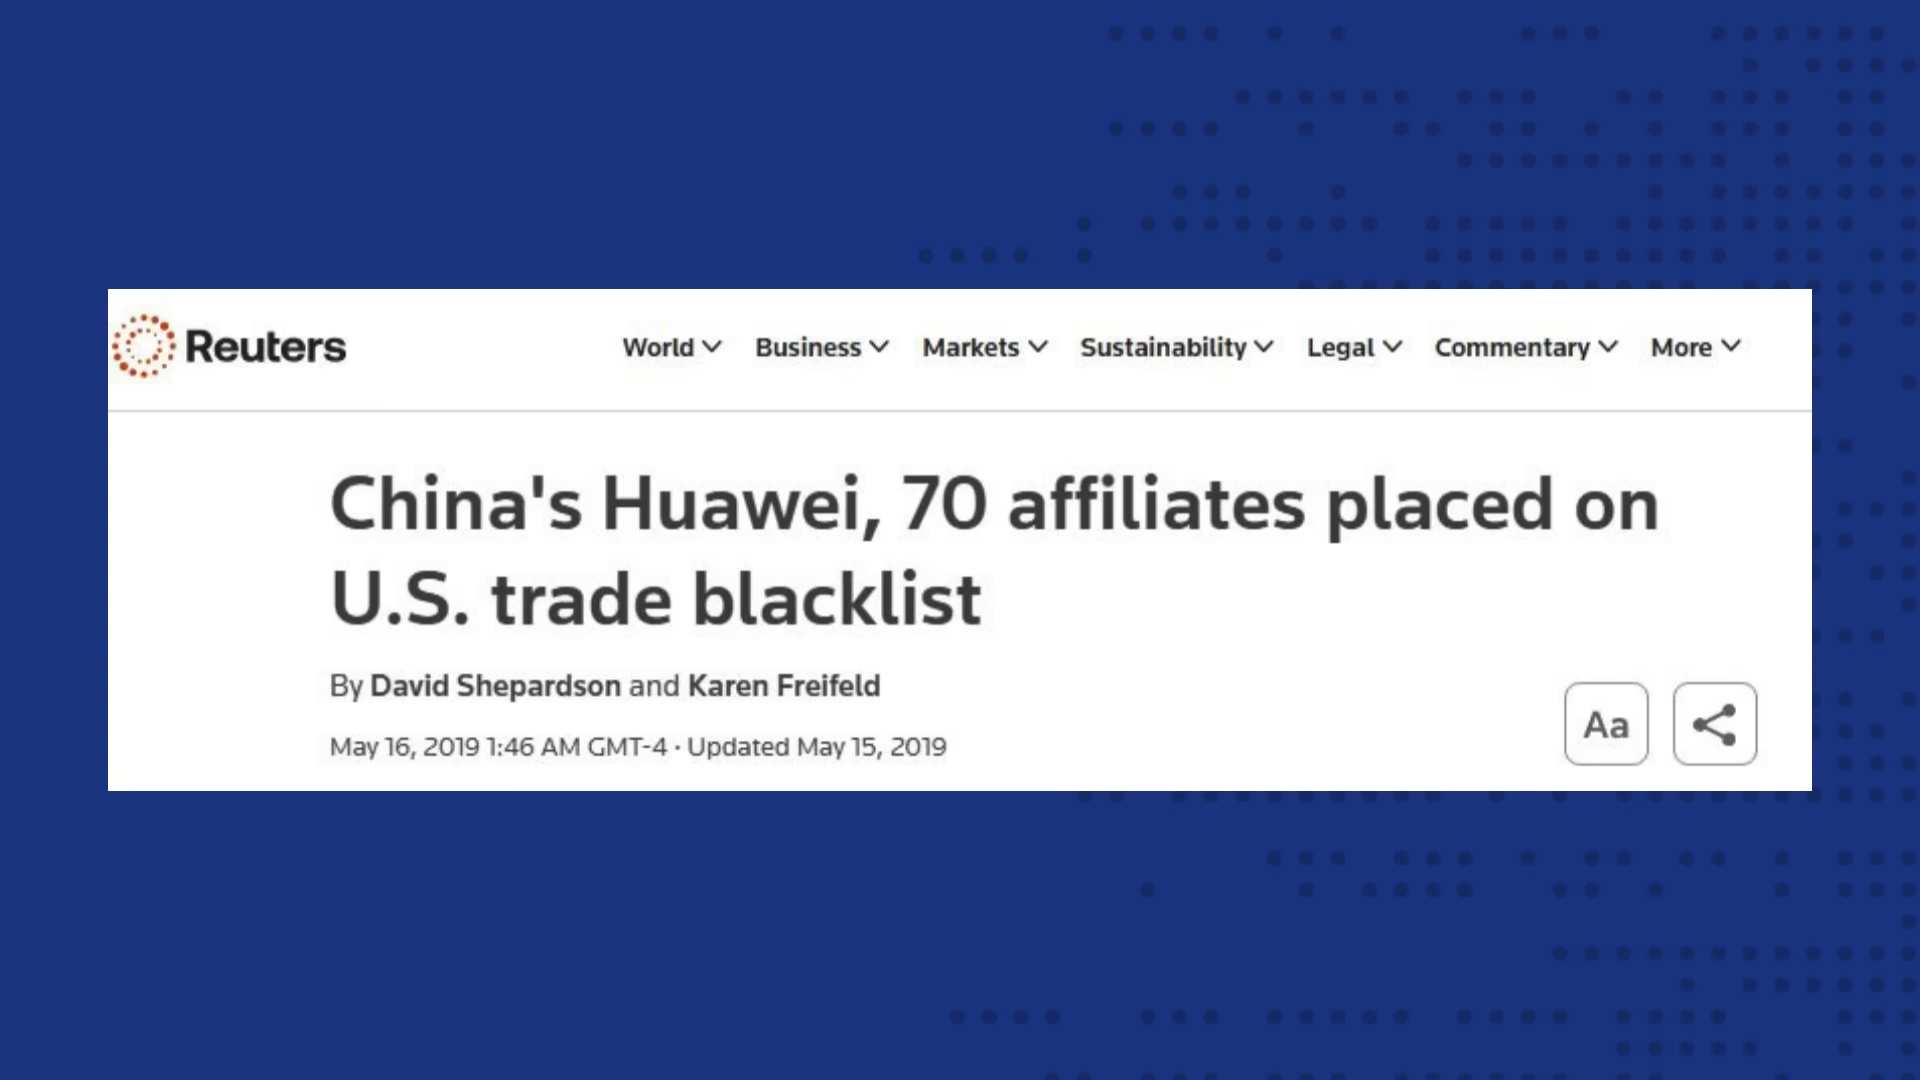 Reuters
World Business Markets Sustainability Legal Commentary More
China's Huawei, 70 affiliates placed on
U.S. trade blacklist
By David Shepardson and Karen Freifeld
May 16, 2019 1:46 AM GMT-4 · Updated May 15, 2019
Aa